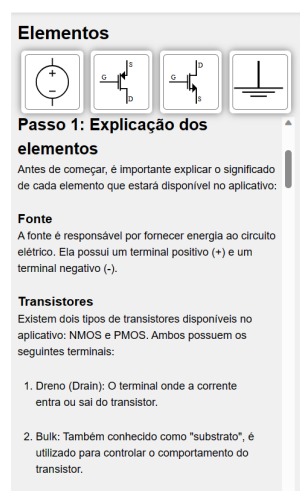 Elementos
+
−
G
S
D
G
D
S
Passo 1: Explicação dos
elementos
Antes de começar, é importante explicar o significado
de cada elemento que estará disponível no aplicativo:
Fonte
A fonte é responsável por fornecer energia ao circuito
elétrico. Ela possui um terminal positivo (+) e um
terminal negativo (-).
Transistores
Existem dois tipos de transistores disponíveis no
aplicativo: NMOS e PMOS. Ambos possuem os
seguintes terminais:
1. Dreno (Drain): O terminal onde a corrente
entra ou sai do transistor.
2. Bulk: Também conhecido como "substrato", é
utilizado para controlar o comportamento do
transistor.